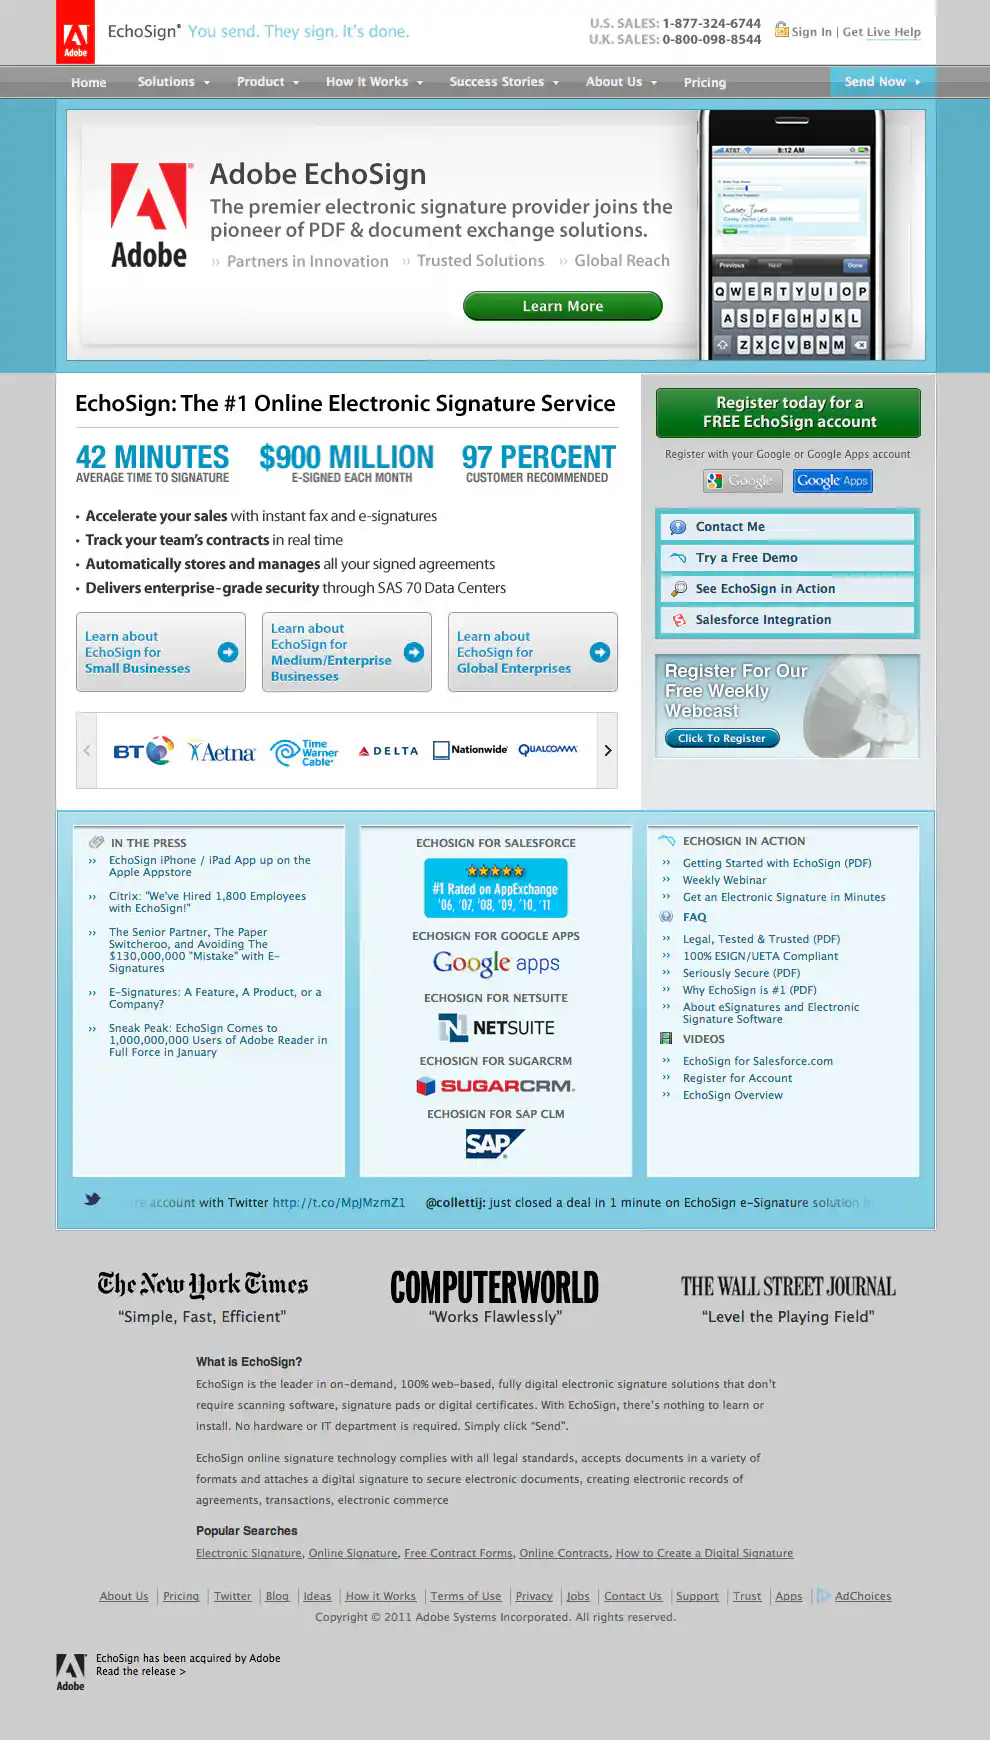 Adobe
EchoSign® You send. They sign. It's done.
U.S. SALES: 1-877-324-6744
U.K. SALES: 0-800-098-8544
Sign In | Get Live Help
Home Solutions Product How It Works Success Stories About Us Pricing Send Now
Adobe
Adobe EchoSign
The premier electronic signature provider joins the
pioneer of PDF & document exchange solutions.
›› Partners in Innovation ›› Trusted Solutions ›› Global Reach
Learn More
AT&T 8:12 AM
Casey Jones
Previous Next Done
Q W E R T Y U I O P
A S D F G H J K L
Z X C V B N M
EchoSign: The #1 Online Electronic Signature Service
42 MINUTES
AVERAGE TIME TO SIGNATURE
$900 MILLION
E-SIGNED EACH MONTH
97 PERCENT
CUSTOMER RECOMMENDED
• Accelerate your sales with instant fax and e-signatures
• Track your team's contracts in real time
• Automatically stores and manages all your signed agreements
• Delivers enterprise-grade security through SAS 70 Data Centers
Learn about
EchoSign for
Small Businesses
Learn about
EchoSign for
Medium/Enterprise
Businesses
Learn about
EchoSign for
Global Enterprises
BT Aetna Time
Warner
Cable® DELTA Nationwide QUALCOMM
Register today for a
FREE EchoSign account
Register with your Google or Google Apps account
Google Google Apps
Contact Me
Try a Free Demo
See EchoSign in Action
Salesforce Integration
Register For Our
Free Weekly
Webcast
Click To Register
IN THE PRESS
›› EchoSign iPhone / iPad App up on the
Apple Appstore
›› Citrix: "We've Hired 1,800 Employees
with EchoSign!"
›› The Senior Partner, The Paper
Switcheroo, and Avoiding The
$130,000,000 "Mistake" with E-
Signatures
›› E-Signatures: A Feature, A Product, or a
Company?
›› Sneak Peak: EchoSign Comes to
1,000,000,000 Users of Adobe Reader in
Full Force in January
ECHOSIGN FOR SALESFORCE
#1 Rated on AppExchange
'06, '07, '08, '09, '10, '11
ECHOSIGN FOR GOOGLE APPS
Google apps
ECHOSIGN FOR NETSUITE
NETSUITE
ECHOSIGN FOR SUGARCRM
SUGARCRM.
ECHOSIGN FOR SAP CLM
SAP
ECHOSIGN IN ACTION
›› Getting Started with EchoSign (PDF)
›› Weekly Webinar
›› Get an Electronic Signature in Minutes
FAQ
›› Legal, Tested & Trusted (PDF)
›› 100% ESIGN/UETA Compliant
›› Seriously Secure (PDF)
›› Why EchoSign is #1 (PDF)
›› About eSignatures and Electronic
Signature Software
VIDEOS
›› EchoSign for Salesforce.com
›› Register for Account
›› EchoSign Overview
re account with Twitter http://t.co/MpJMzmZ1 @collettij: just closed a deal in 1 minute on EchoSign e-Signature solution
The New York Times
"Simple, Fast, Efficient"
COMPUTERWORLD
"Works Flawlessly"
THE WALL STREET JOURNAL
"Level the Playing Field"
What is EchoSign?
EchoSign is the leader in on-demand, 100% web-based, fully digital electronic signature solutions that don't
require scanning software, signature pads or digital certificates. With EchoSign, there's nothing to learn or
install. No hardware or IT department is required. Simply click "Send".
EchoSign online signature technology complies with all legal standards, accepts documents in a variety of
formats and attaches a digital signature to secure electronic documents, creating electronic records of
agreements, transactions, electronic commerce
Popular Searches
Electronic Signature, Online Signature, Free Contract Forms, Online Contracts, How to Create a Digital Signature
About Us | Pricing | Twitter | Blog | Ideas | How it Works | Terms of Use | Privacy | Jobs | Contact Us | Support | Trust | Apps | AdChoices
Copyright © 2011 Adobe Systems Incorporated. All rights reserved.
Adobe
EchoSign has been acquired by Adobe
Read the release >